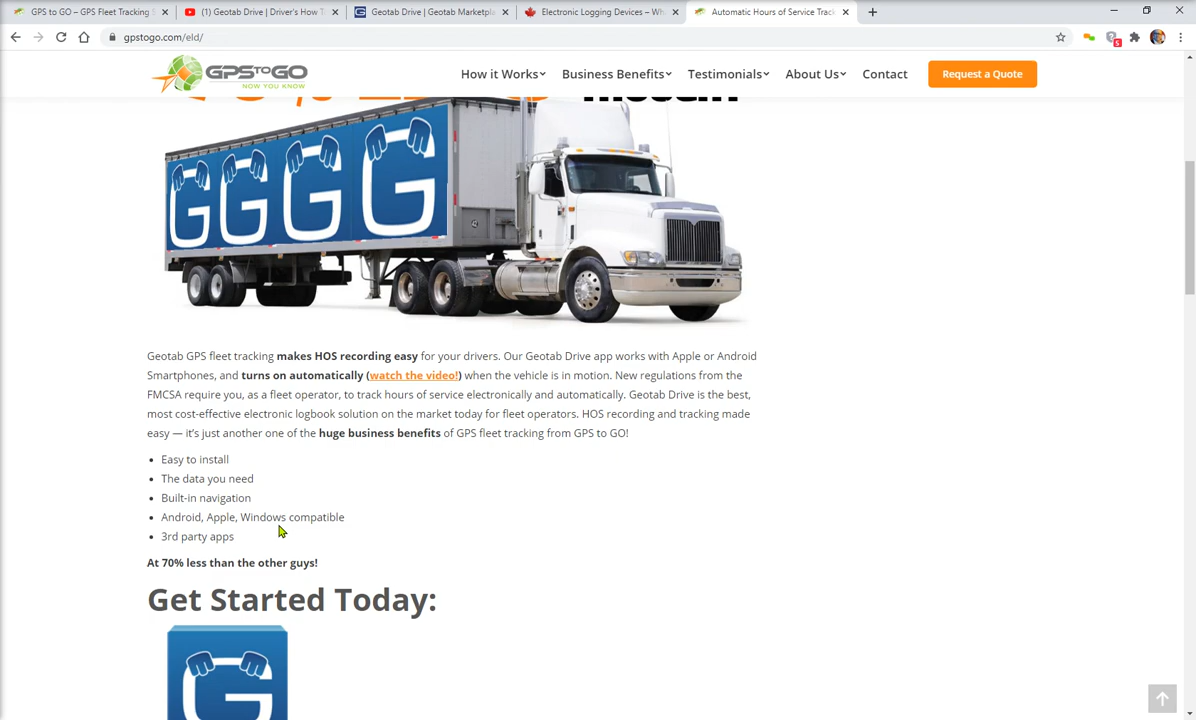 GPS to GO – GPS Fleet Tracking S
(1) Geotab Drive | Driver's How T
Geotab Drive | Geotab Marketpla
Electronic Logging Devices – Wha
Automatic Hours of Service Track
gpstogo.com/eld/
5
GPS TO GO
NOW YOU KNOW
How it Works
Business Benefits
Testimonials
About Us
Contact
Request a Quote
G G G G
Geotab GPS fleet tracking makes HOS recording easy for your drivers. Our Geotab Drive app works with Apple or Android
Smartphones, and turns on automatically (watch the video!) when the vehicle is in motion. New regulations from the
FMCSA require you, as a fleet operator, to track hours of service electronically and automatically. Geotab Drive is the best,
most cost-effective electronic logbook solution on the market today for fleet operators. HOS recording and tracking made
easy — it's just another one of the huge business benefits of GPS fleet tracking from GPS to GO!
• Easy to install
• The data you need
• Built-in navigation
• Android, Apple, Windows compatible
• 3rd party apps
At 70% less than the other guys!
Get Started Today:
G